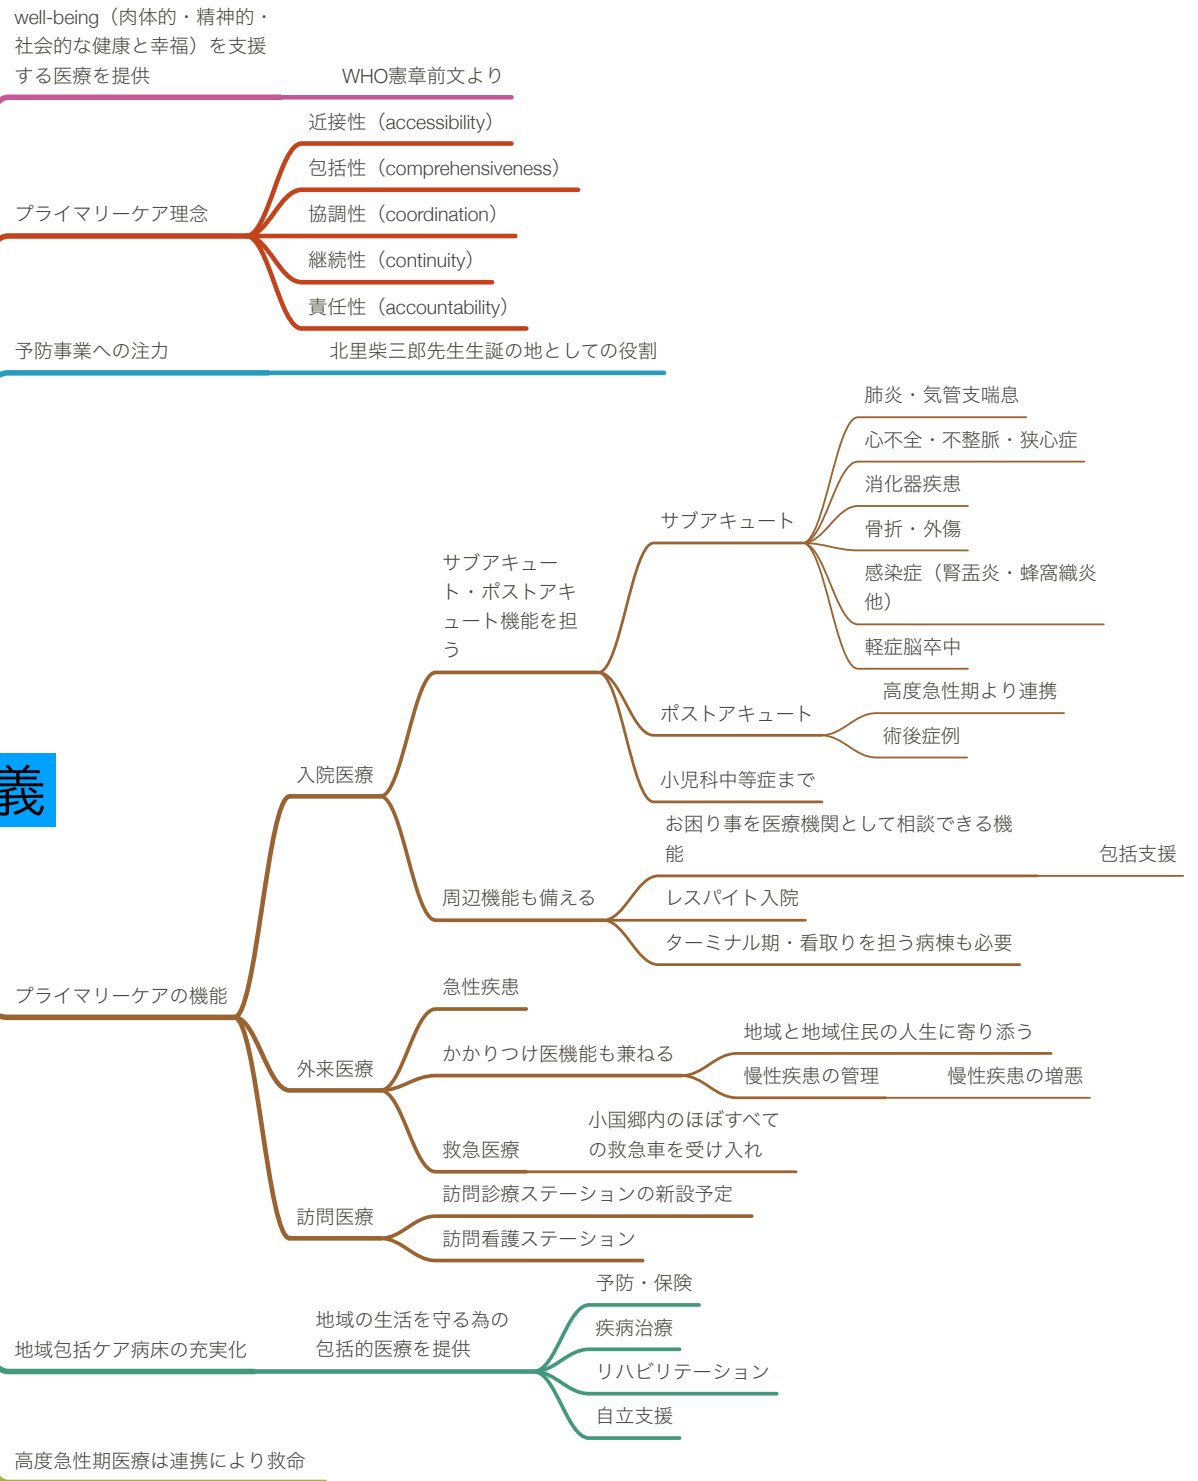 well-being（肉体的・精神的・
社会的な健康と幸福）を支援
する医療を提供
WHO憲章前文より
プライマリーケア理念
近接性（accessibility）
包括性（comprehensiveness）
協調性（coordination）
継続性（continuity）
責任性（accountability）
予防事業への注力
北里柴三郎先生生誕の地としての役割
義
プライマリーケアの機能
入院医療
サブアキュー
ト・ポストアキ
ュート機能を担
う
サブアキュート
肺炎・気管支喘息
心不全・不整脈・狭心症
消化器疾患
骨折・外傷
感染症（腎盂炎・蜂窩織炎
他）
軽症脳卒中
ポストアキュート
高度急性期より連携
術後症例
小児科中等症まで
周辺機能も備える
お困り事を医療機関として相談できる機
能
包括支援
レスパイト入院
ターミナル期・看取りを担う病棟も必要
外来医療
急性疾患
かかりつけ医機能も兼ねる
地域と地域住民の人生に寄り添う
慢性疾患の管理
慢性疾患の増悪
救急医療
小国郷内のほぼすべて
の救急車を受け入れ
訪問医療
訪問診療ステーションの新設予定
訪問看護ステーション
地域包括ケア病床の充実化
地域の生活を守る為の
包括的医療を提供
予防・保険
疾病治療
リハビリテーション
自立支援
高度急性期医療は連携により救命